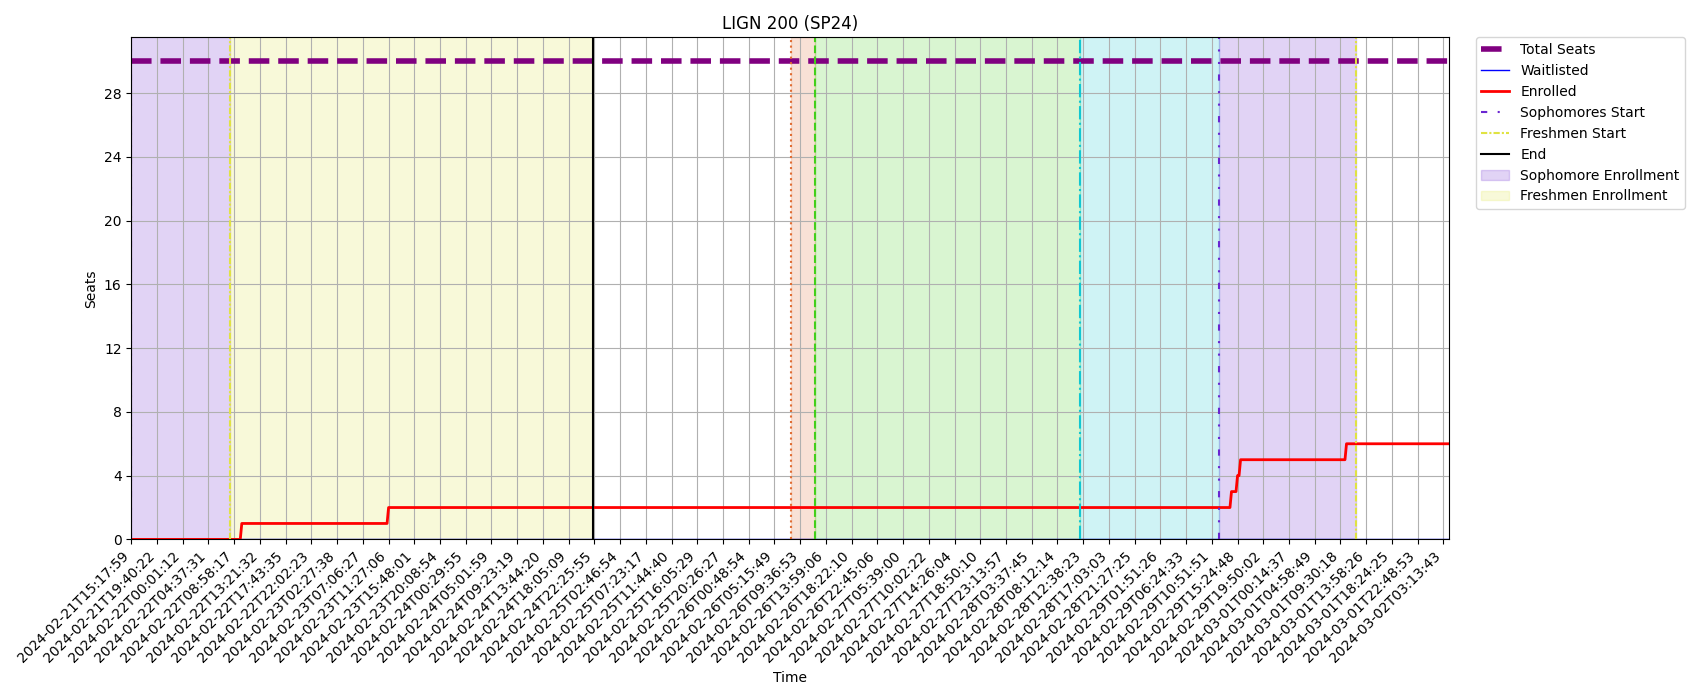 LIGN 200 (SP24)
Total Seats
Waitlisted
Enrolled
Sophomores Start
Freshmen Start
End
Sophomore Enrollment
Freshmen Enrollment
Seats
28
24
20
16
12
8
4
0
2024-02-21T15:17:59
2024-02-21T19:40:22
2024-02-22T00:01:12
2024-02-22T04:37:31
2024-02-22T08:58:17
2024-02-22T13:21:32
2024-02-22T17:43:35
2024-02-22T22:02:23
2024-02-23T02:27:38
2024-02-23T07:06:27
2024-02-23T11:27:06
2024-02-23T15:48:01
2024-02-23T20:08:54
2024-02-24T00:29:55
2024-02-24T05:01:59
2024-02-24T09:23:19
2024-02-24T13:44:20
2024-02-24T18:05:09
2024-02-24T22:25:55
2024-02-25T02:46:54
2024-02-25T07:23:17
2024-02-25T11:44:40
2024-02-25T16:05:29
2024-02-25T20:26:27
2024-02-26T00:48:54
2024-02-26T05:15:49
2024-02-26T09:36:53
2024-02-26T13:59:06
2024-02-26T18:22:10
2024-02-26T22:45:06
2024-02-27T05:39:00
2024-02-27T10:02:22
2024-02-27T14:26:04
2024-02-27T18:50:10
2024-02-27T23:13:57
2024-02-28T03:37:45
2024-02-28T08:12:14
2024-02-28T12:38:23
2024-02-28T17:03:03
2024-02-28T21:27:25
2024-02-29T01:51:26
2024-02-29T06:24:33
2024-02-29T10:51:51
2024-02-29T15:24:48
2024-02-29T19:50:02
2024-03-01T00:14:37
2024-03-01T04:58:49
2024-03-01T09:30:18
2024-03-01T13:58:26
2024-03-01T18:24:25
2024-03-01T22:48:53
2024-03-02T03:13:43
Time